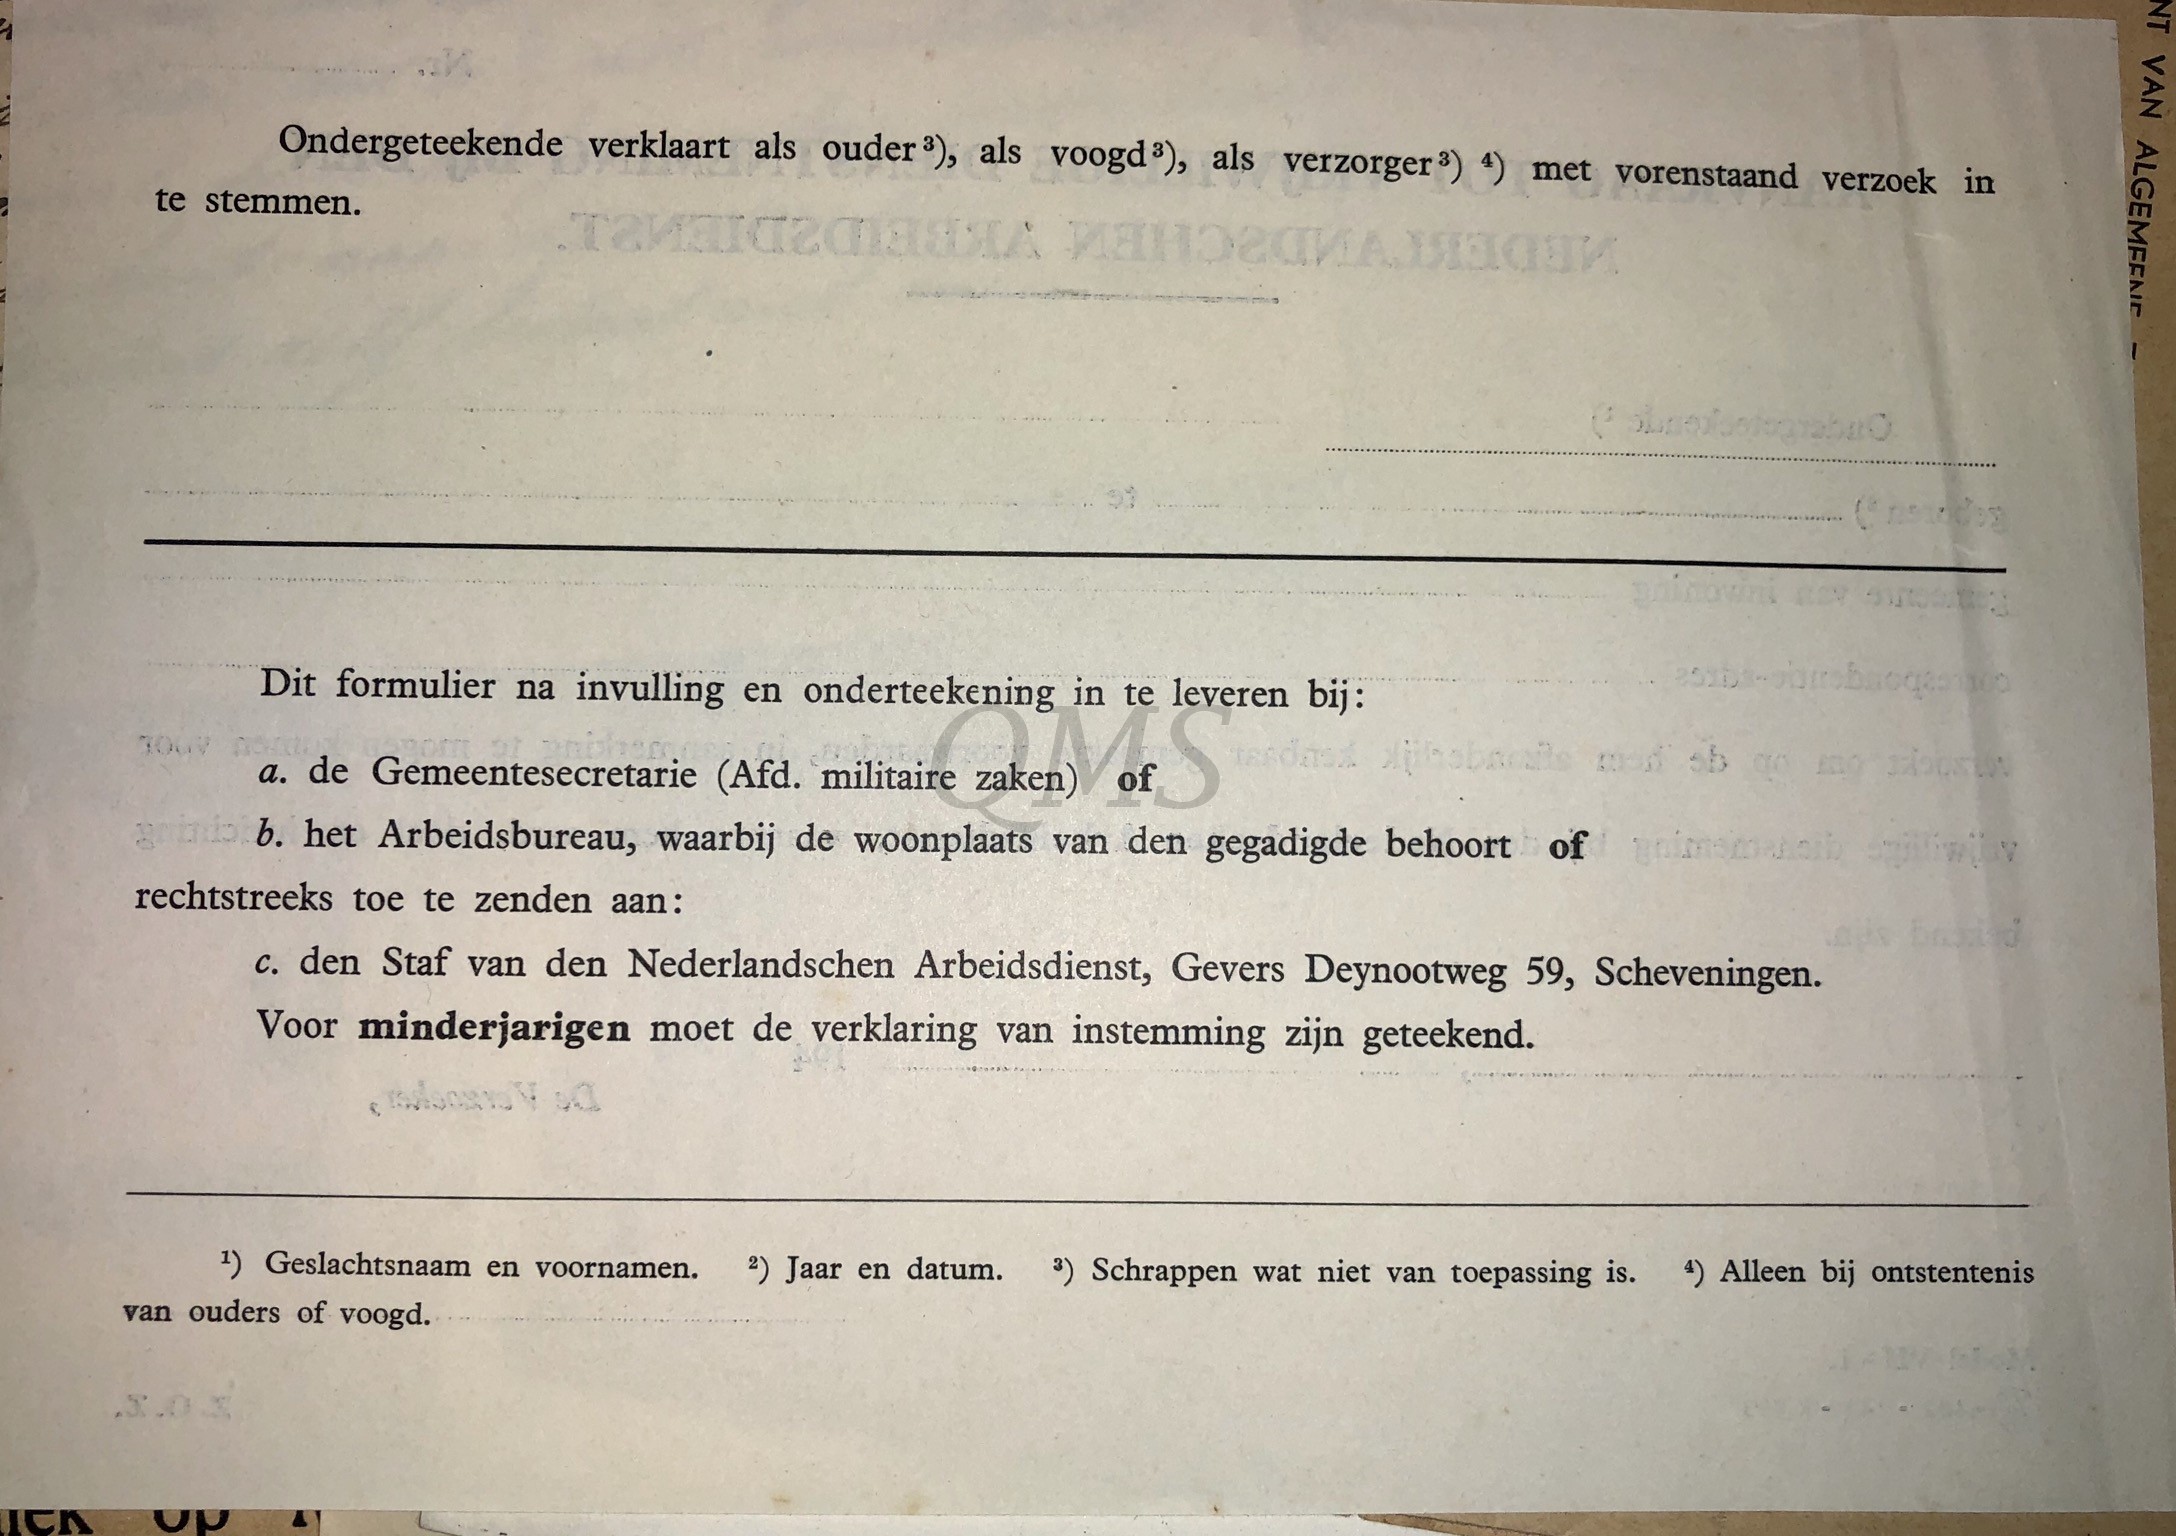 Ondergeteekende verklaart als ouder³), als voogd³), als verzorger³) ⁴) met vorenstaand verzoek in
te stemmen.
Dit formulier na invulling en onderteekening in te leveren bij:
a. de Gemeentesecretarie (Afd. militaire zaken) of
b. het Arbeidsbureau, waarbij de woonplaats van den gegadigde behoort of
rechtstreeks toe te zenden aan:
c. den Staf van den Nederlandschen Arbeidsdienst, Gevers Deynootweg 59, Scheveningen.
Voor minderjarigen moet de verklaring van instemming zijn geteekend.
¹) Geslachtsnaam en voornamen. ²) Jaar en datum. ³) Schrappen wat niet van toepassing is. ⁴) Alleen bij ontstentenis
van ouders of voogd.
QMS
VAN ALGEMEENE
op